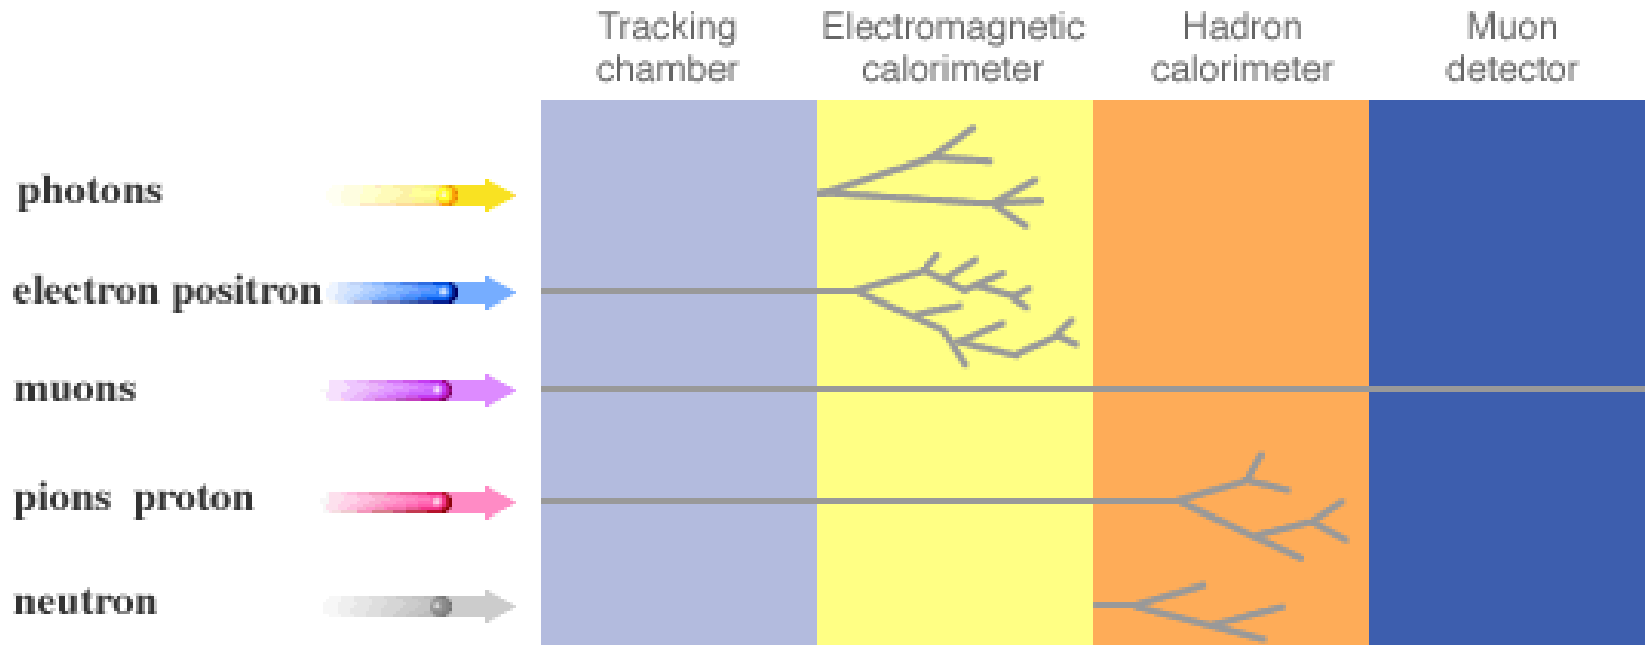 Tracking
chamber
Electromagnetic
calorimeter
Hadron
calorimeter
Muon
detector
photons
electron positron
muons
pions proton
neutron